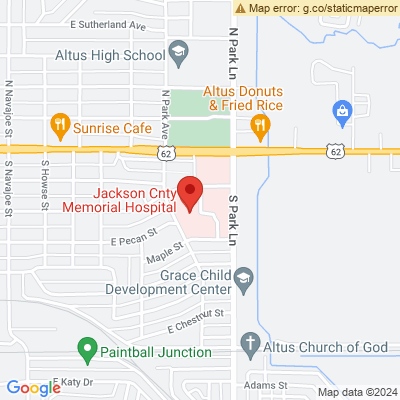 Map error: g.co/staticmaperror
E Sutherland Ave
N Park Ln
Altus High School
N Navajoe St
N Park Ave
Altus Donuts
& Fried Rice
Sunrise Cafe
62
62
S Navajoe St
S Howse St
Jackson Cnty
Memorial Hospital
S Park Ln
E Pecan St
Maple St
Grace Child
Development Center
E Chestnut St
Paintball Junction
Altus Church of God
E Katy Dr
Adams St
Google
Map data ©2024